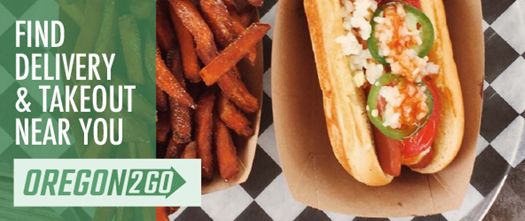 FIND
DELIVERY
& TAKEOUT
NEAR YOU
OREGON2GO